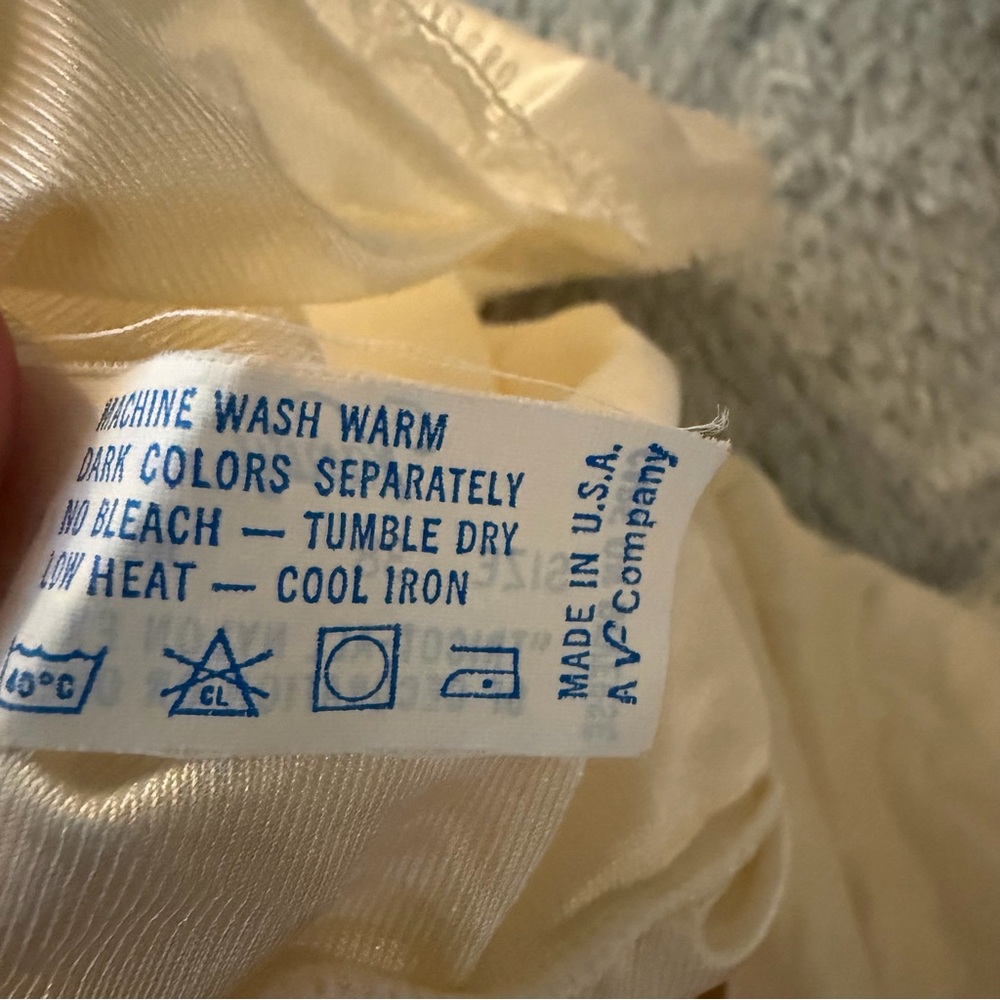 MACHINE WASH WARM
DARK COLORS SEPARATELY
NO BLEACH — TUMBLE DRY
LOW HEAT — COOL IRON
40°C
CL
MADE IN U.S.A.
A VF Company